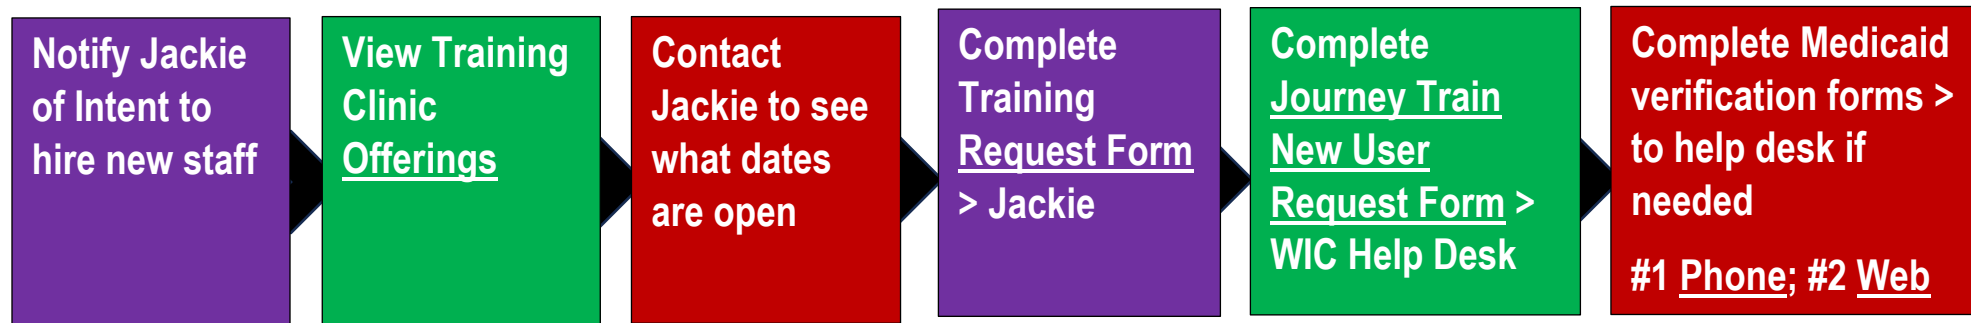 Notify Jackie
of Intent to
hire new staff
View Training
Clinic
Offerings
Contact
Jackie to see
what dates
are open
Complete
Training
Request Form
> Jackie
Complete
Journey Train
New User
Request Form >
WIC Help Desk
Complete Medicaid
verification forms >
to help desk if
needed
#1 Phone; #2 Web